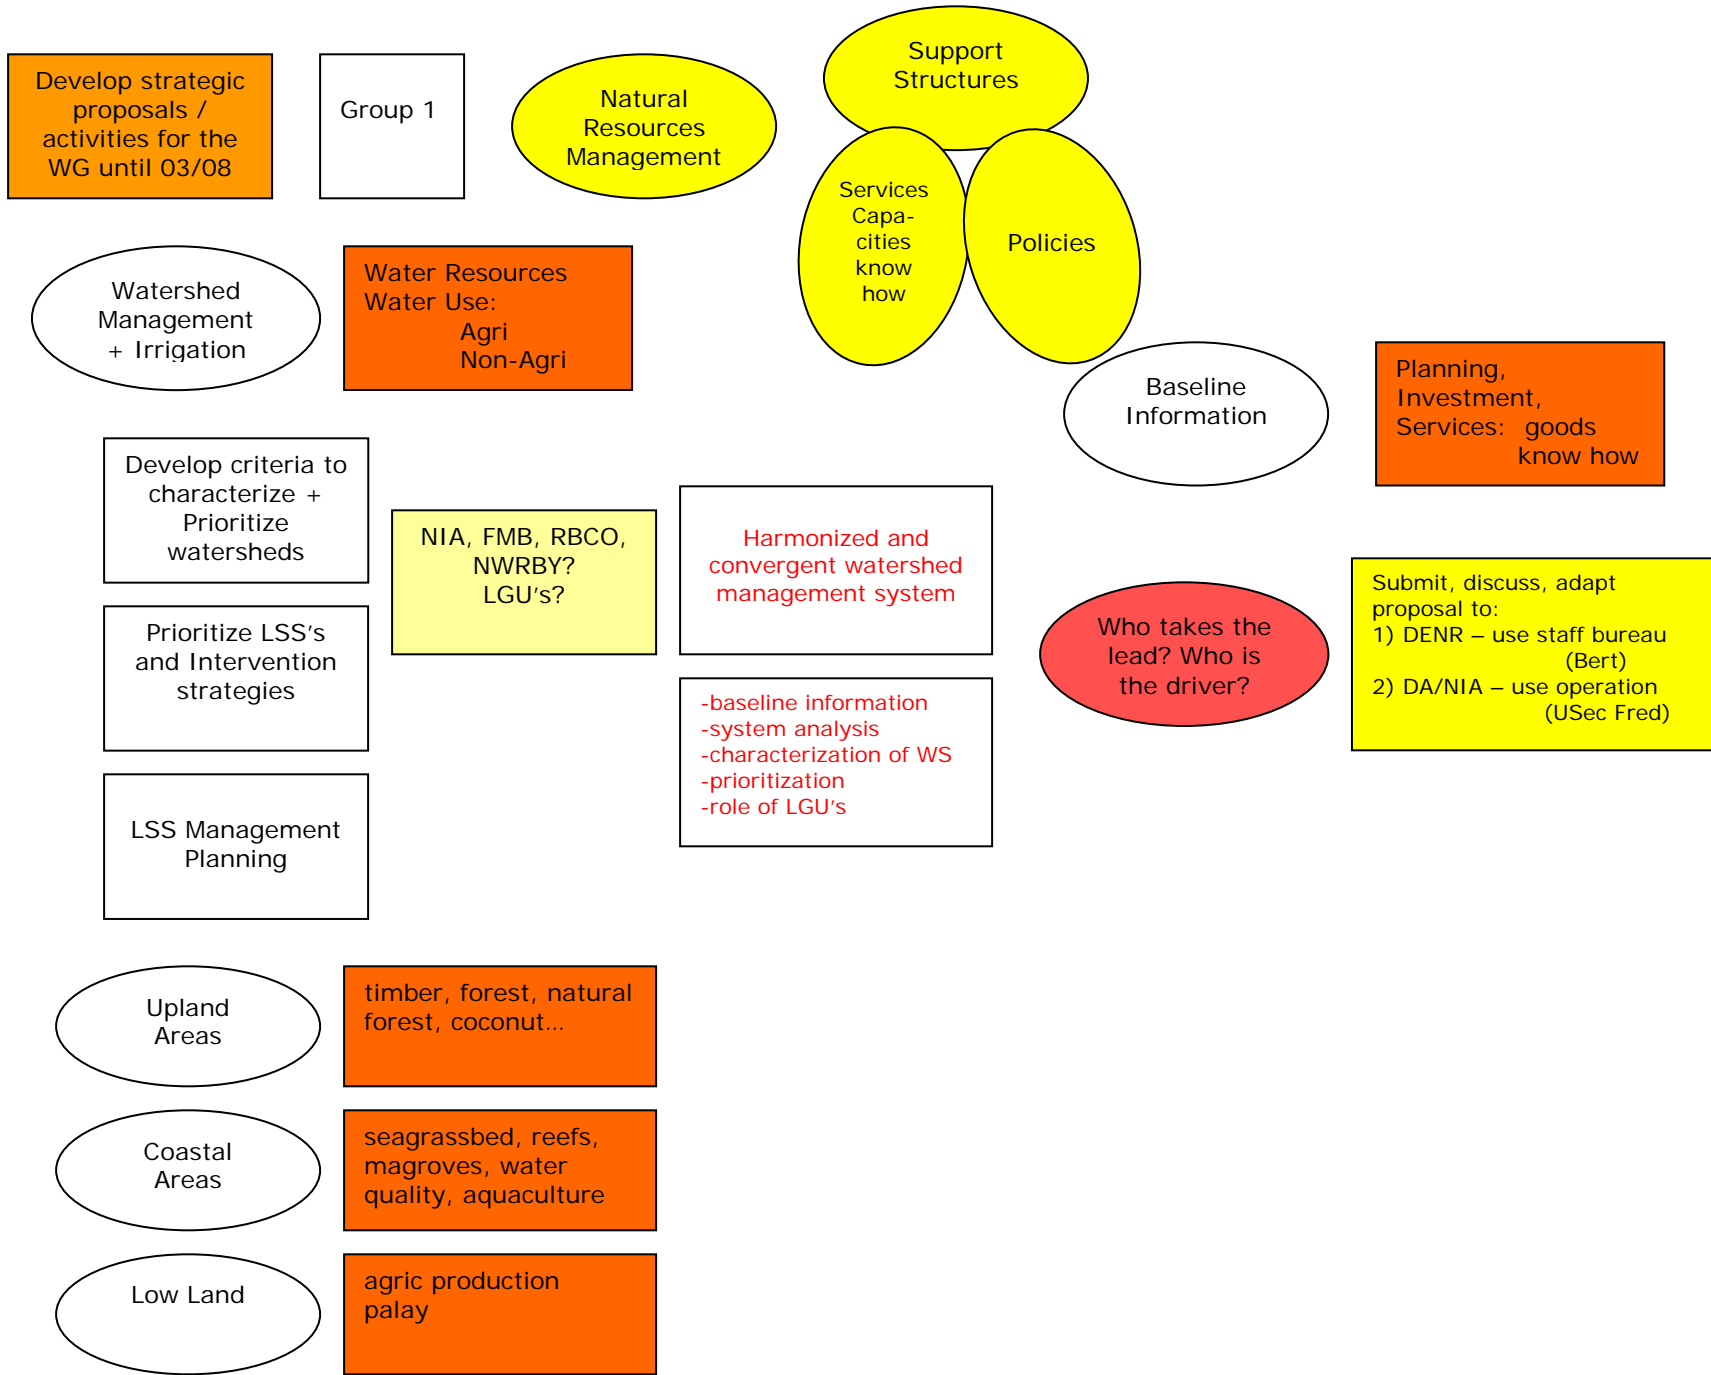 Develop strategic
proposals /
activities for the
WG until 03/08
Group 1
Natural
Resources
Management
Support
Structures
Services
Capa-
cities
know
how
Policies
Watershed
Management
+ Irrigation
Water Resources
Water Use:
Agri
Non-Agri
Baseline
Information
Planning,
Investment,
Services: goods
know how
Develop criteria to
characterize +
Prioritize
watersheds
NIA, FMB, RBCO,
NWRBY?
LGU's?
Harmonized and
convergent watershed
management system
Who takes the
lead? Who is
the driver?
Submit, discuss, adapt
proposal to:
1) DENR – use staff bureau
(Bert)
2) DA/NIA – use operation
(USec Fred)
Prioritize LSS's
and Intervention
strategies
-baseline information
-system analysis
-characterization of WS
-prioritization
-role of LGU's
LSS Management
Planning
Upland
Areas
timber, forest, natural
forest, coconut…
Coastal
Areas
seagrassbed, reefs,
magroves, water
quality, aquaculture
Low Land
agric production
palay